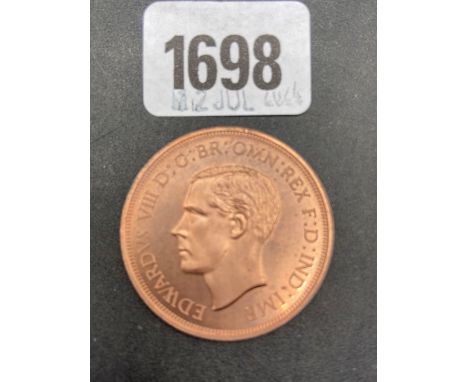 1698
12 JUL 2024
EDWARDVS VIII D:G:BR:OMN:REX F:D:IND:IMP